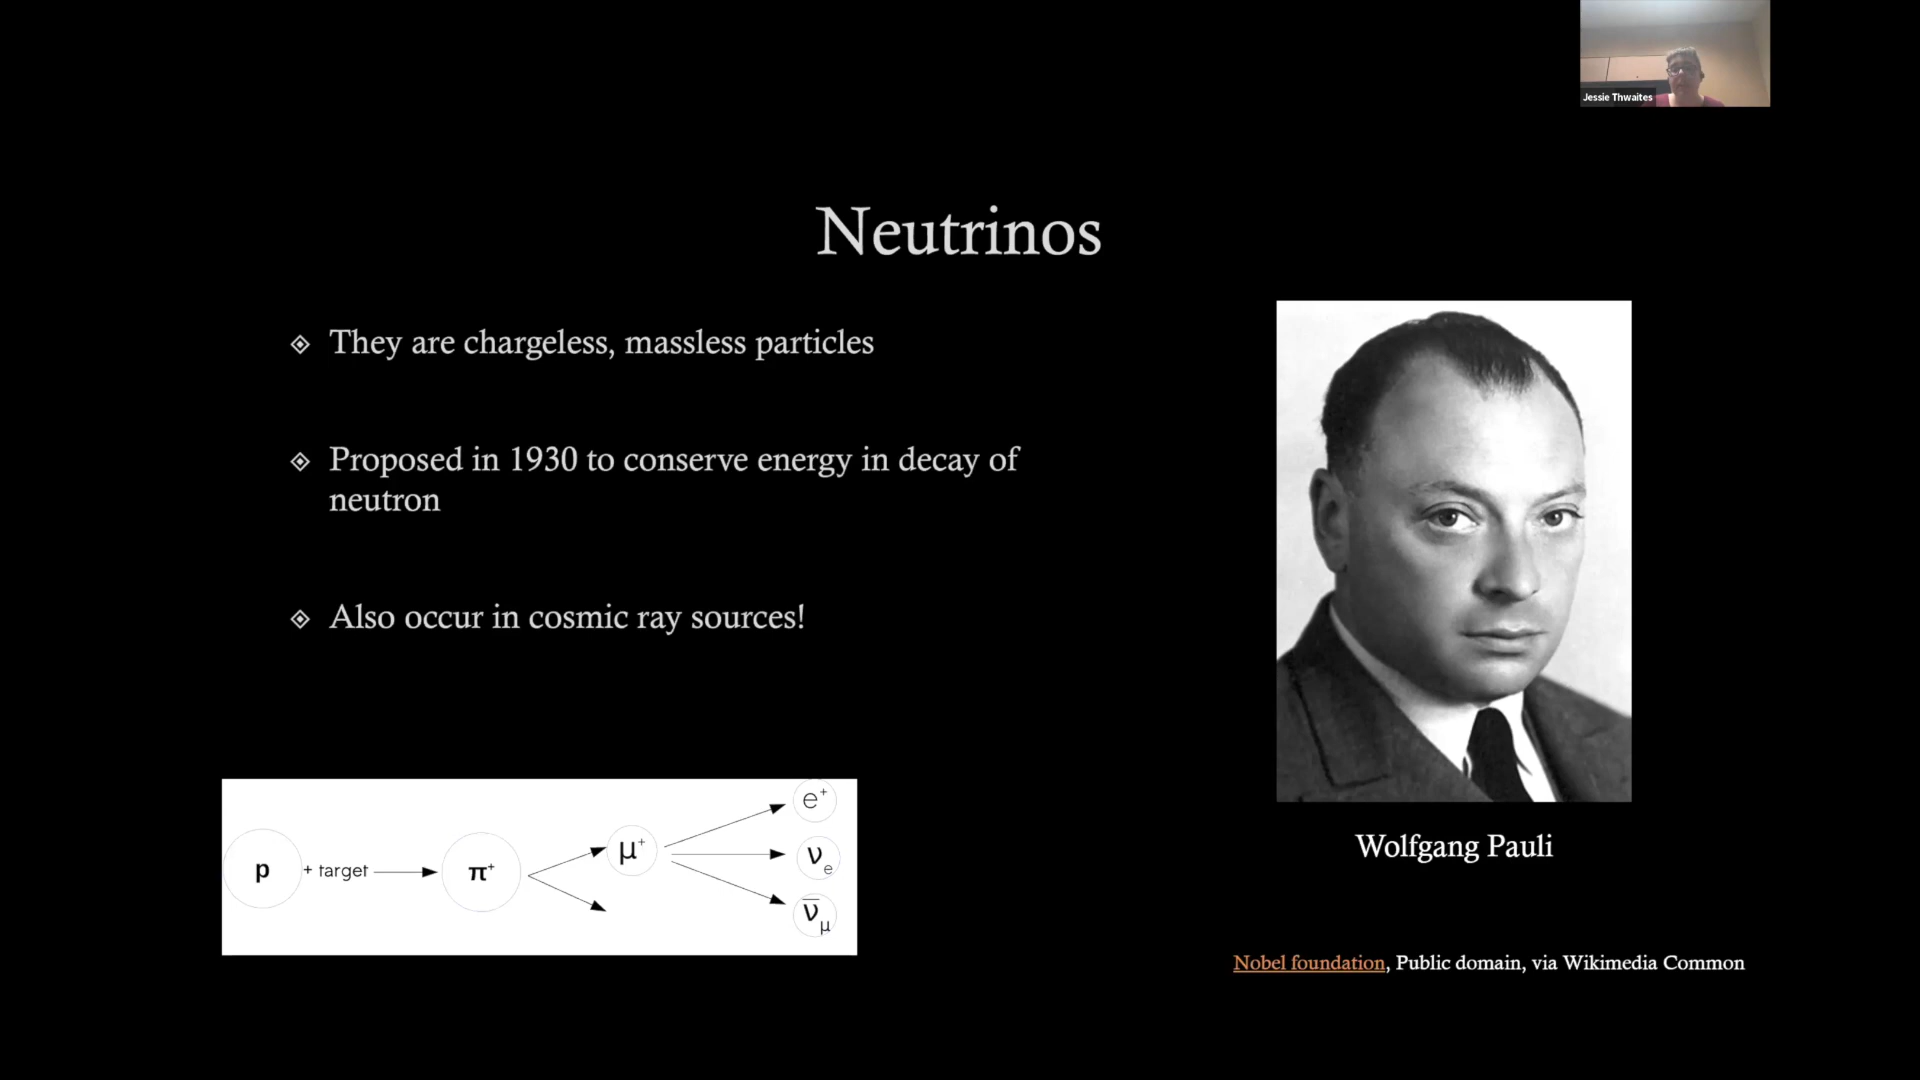 Jessie Thwaites
Neutrinos
They are chargeless, massless particles
Proposed in 1930 to conserve energy in decay of
neutron
Also occur in cosmic ray sources!
p + target π⁺ μ⁺ e⁺
νₑ
ν̅_μ
Wolfgang Pauli
Nobel foundation, Public domain, via Wikimedia Common